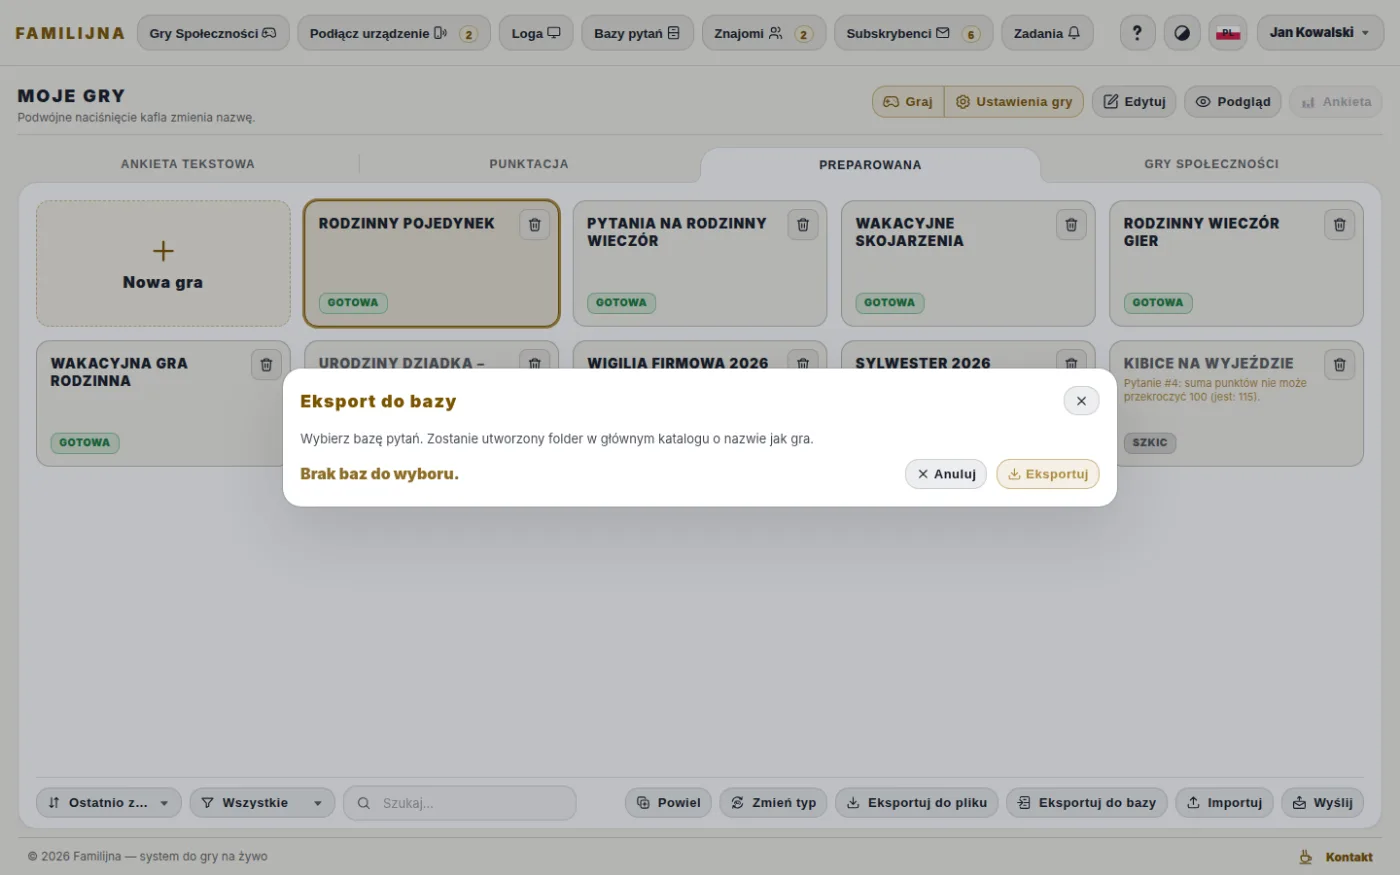 FAMILIJNA
Gry Społeczności
Podłącz urządzenie 2
Loga
Bazy pytań
Znajomi 2
Subskrybenci 6
Zadania
?
PL
Jan Kowalski
MOJE GRY
Podwójne naciśnięcie kafla zmienia nazwę.
Graj
Ustawienia gry
Edytuj
Podgląd
Ankieta
ANKIETA TEKSTOWA
PUNKTACJA
PREPAROWANA
GRY SPOŁECZNOŚCI
Nowa gra
RODZINNY POJEDYNEK
GOTOWA
PYTANIA NA RODZINNY
WIECZÓR
GOTOWA
WAKACYJNE
SKOJARZENIA
GOTOWA
RODZINNY WIECZÓR
GIER
GOTOWA
WAKACYJNA GRA
RODZINNA
GOTOWA
URODZINY DZIADKA –
WIGILIA FIRMOWA 2026
SYLWESTER 2026
KIBICE NA WYJEŹDZIE
Pytanie #4: suma punktów nie może
przekroczyć 100 (jest: 115).
SZKIC
Eksport do bazy
Wybierz bazę pytań. Zostanie utworzony folder w głównym katalogu o nazwie jak gra.
Brak baz do wyboru.
Anuluj
Eksportuj
Ostatnio z...
Wszystkie
Szukaj...
Powiel
Zmień typ
Eksportuj do pliku
Eksportuj do bazy
Importuj
Wyślij
© 2026 Familijna — system do gry na żywo
Kontakt